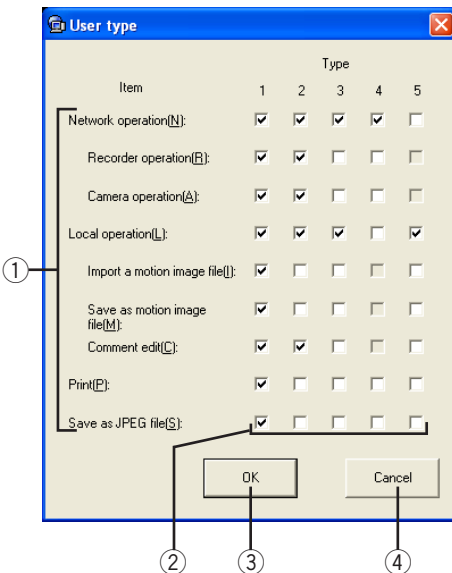 User type
Type
Item 1 2 3 4 5
Network operation(N):
Recorder operation(R):
Camera operation(A):
Local operation(L):
①
Import a motion image file(I):
Save as motion image
file(M):
Comment edit(C):
Print(P):
Save as JPEG file(S):
OK Cancel
② ③ ④